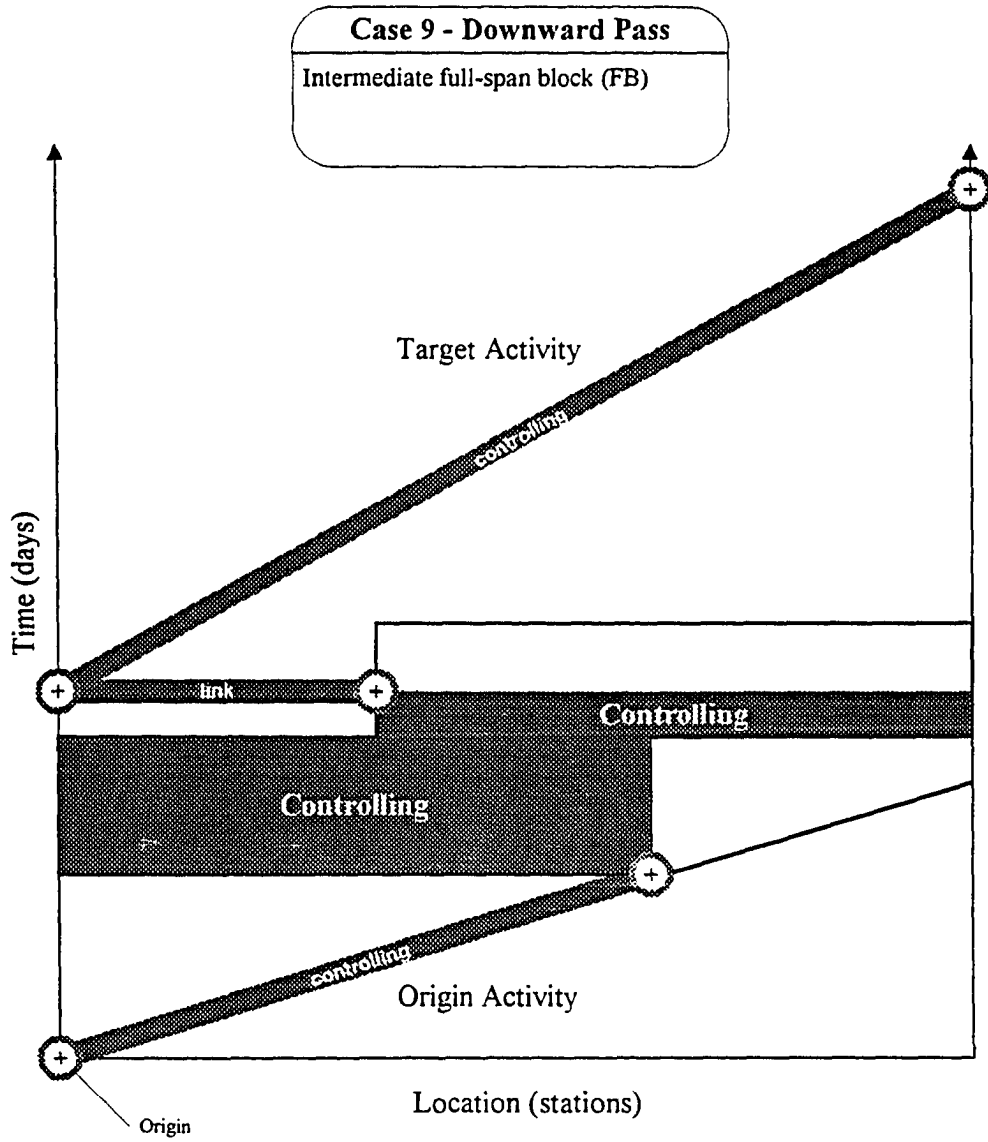 Case 9 - Downward Pass
Intermediate full-span block (FB)
Target Activity
controlling
Time (days)
link
Controlling
Controlling
controlling
Origin Activity
Location (stations)
Origin